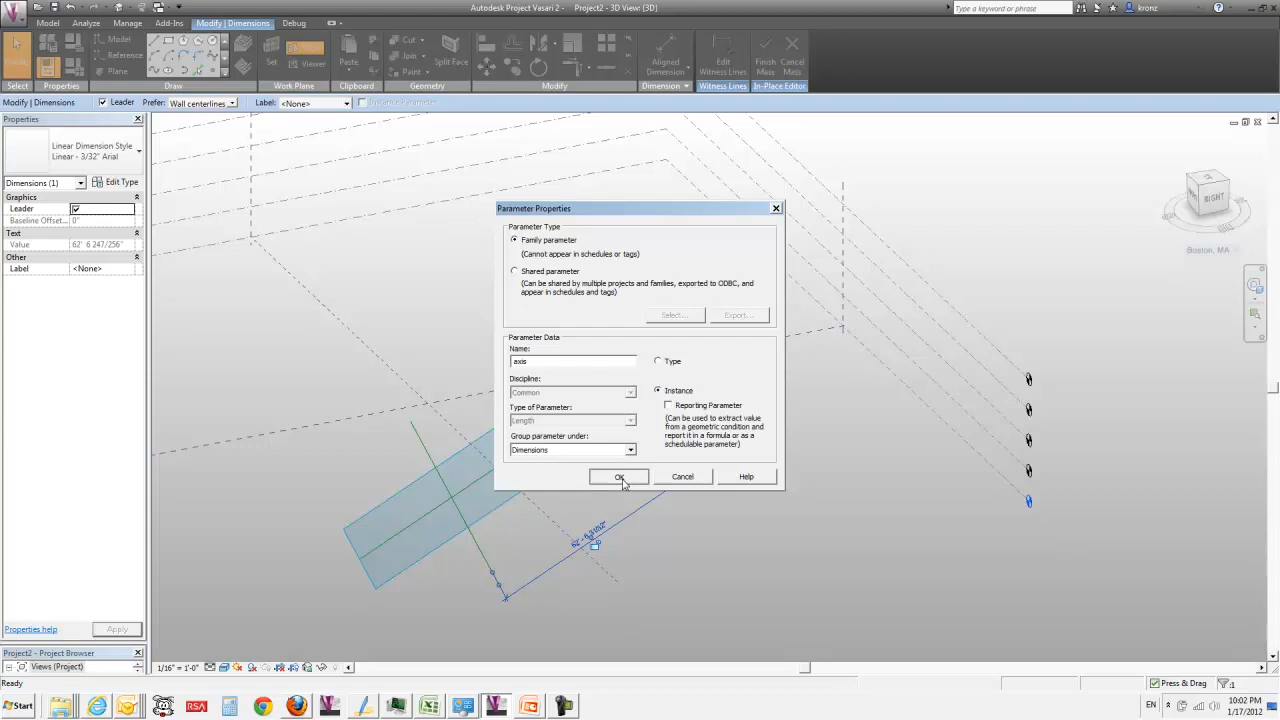 Autodesk Project Vasari 2 - Project2 - 3D View: {3D}
Type a keyword or phrase
kronz
Model Analyze Manage Add-Ins Modify | Dimensions Debug
Model
Reference
Plane
Set
Viewer
Paste
Cut
Join
Paint
Split Face
Aligned
Dimension
Edit
Witness Lines
Finish
Mass
Cancel
Mass
Select Properties Draw Work Plane Clipboard Geometry Modify Dimension Witness Lines In-Place Editor
Modify | Dimensions Leader Prefer: Wall centerlines Label: <None>
Properties
Linear Dimension Style
Linear - 3/32" Arial
Dimensions (1) Edit Type
Graphics
Leader
Baseline Offset... 0"
Text
Value 62' 6 247/256"
Other
Label <None>
Properties help Apply
Project2 - Project Browser
Views (Project)
Parameter Properties
Parameter Type
Family parameter
(Cannot appear in schedules or tags)
Shared parameter
(Can be shared by multiple projects and families, exported to ODBC, and
appear in schedules and tags)
Select... Export...
Parameter Data
Name:
axis
Type
Discipline:
Common
Instance
Reporting Parameter
Type of Parameter:
Length
(Can be used to extract value
from a geometric condition and
report it in a formula or as a
schedulable parameter)
Group parameter under:
Dimensions
OK Cancel Help
RIGHT
Boston, MA
1/16" = 1'-0"
Ready
Press & Drag :1
Start
RSA
EN
10:02 PM
1/17/2012